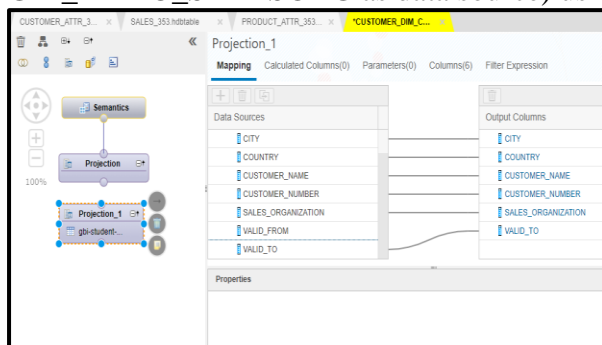 CUSTOMER_ATTR_3... × SALES_353.hdbtable × PRODUCT_ATTR_353... × *CUSTOMER_DIM_C... ×
Projection_1
Mapping Calculated Columns(0) Parameters(0) Columns(6) Filter Expression
Semantics
Projection
100%
Projection_1
gbi-student-...
Data Sources
CITY
COUNTRY
CUSTOMER_NAME
CUSTOMER_NUMBER
SALES_ORGANIZATION
VALID_FROM
VALID_TO
Output Columns
CITY
COUNTRY
CUSTOMER_NAME
CUSTOMER_NUMBER
SALES_ORGANIZATION
VALID_TO
Properties